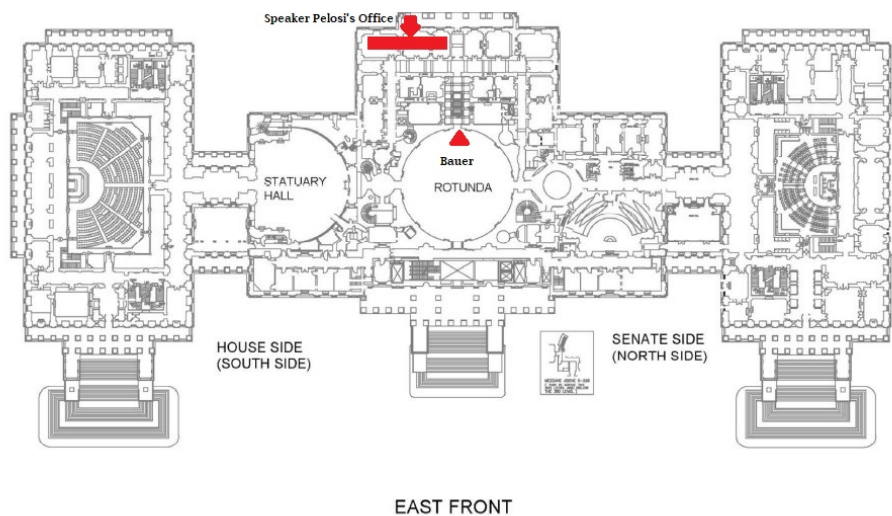 Speaker Pelosi's Office
Bauer
STATUARY
HALL
ROTUNDA
HOUSE SIDE
(SOUTH SIDE)
SENATE SIDE
(NORTH SIDE)
EAST FRONT